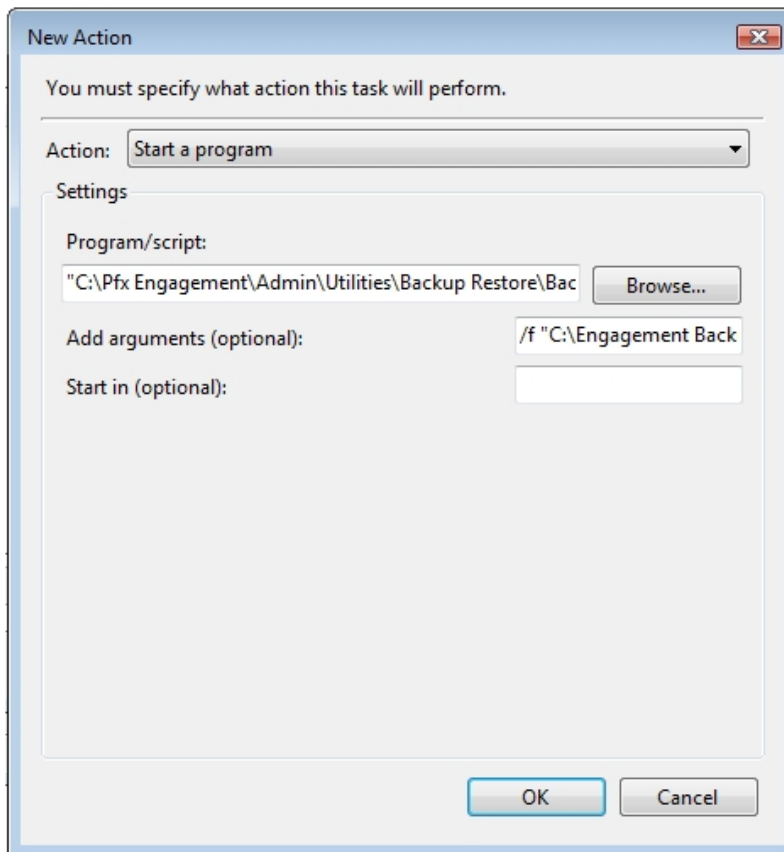 New Action
You must specify what action this task will perform.
Action: Start a program
Settings
Program/script:
"C:\Pfx Engagement\Admin\Utilities\Backup Restore\Bac
Browse...
Add arguments (optional): /f "C:\Engagement Back
Start in (optional):
OK Cancel